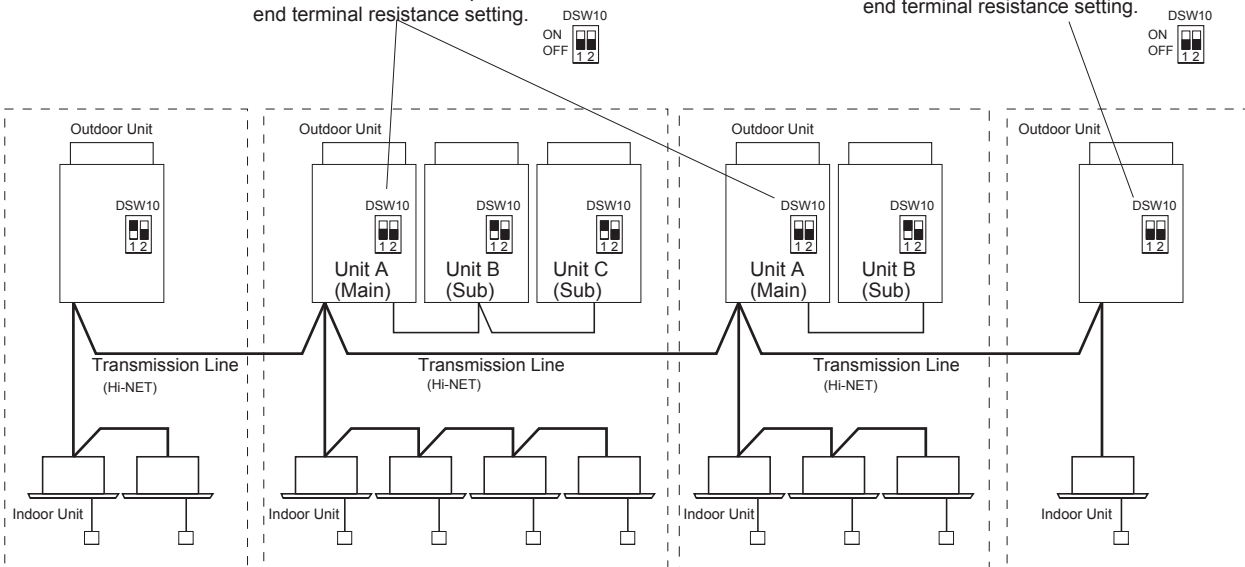 end terminal resistance setting.
DSW10
ON
OFF
1 2
end terminal resistance setting.
DSW10
ON
OFF
1 2
Outdoor Unit
DSW10
1 2
Outdoor Unit
DSW10
1 2
Unit A
(Main)
DSW10
1 2
Unit B
(Sub)
DSW10
1 2
Unit C
(Sub)
Outdoor Unit
DSW10
1 2
Unit A
(Main)
DSW10
1 2
Unit B
(Sub)
Outdoor Unit
DSW10
1 2
Transmission Line
(Hi-NET)
Transmission Line
(Hi-NET)
Transmission Line
(Hi-NET)
Indoor Unit
Indoor Unit
Indoor Unit
Indoor Unit